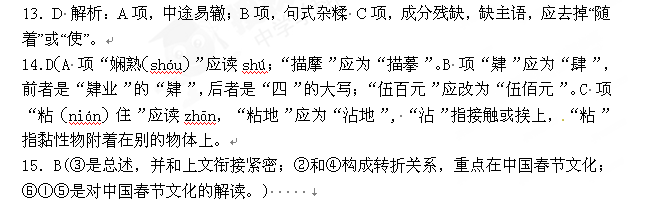 13. D 解析：A 项，中途易辙；B 项，句式杂糅 C 项，成分残缺，缺主语，应去掉“随
着”或“使”。
14.D(A 项“娴熟(shóu)”应读 shú；“描摩”应为“描摹”。B 项“肄”应为“肆”，
前者是“肄业”的“肄”,后者是“四”的大写；“伍百元”应改为“伍佰元”。C 项
“粘（nián）住”应读 zhān，“粘地”应为“沾地”，“沾”指接触或挨上，“粘”
指黏性物附着在别的物体上。
15．B(③是总述，并和上文衔接紧密；②和④构成转折关系，重点在中国春节文化；
⑥①⑤是对中国春节文化的解读。)